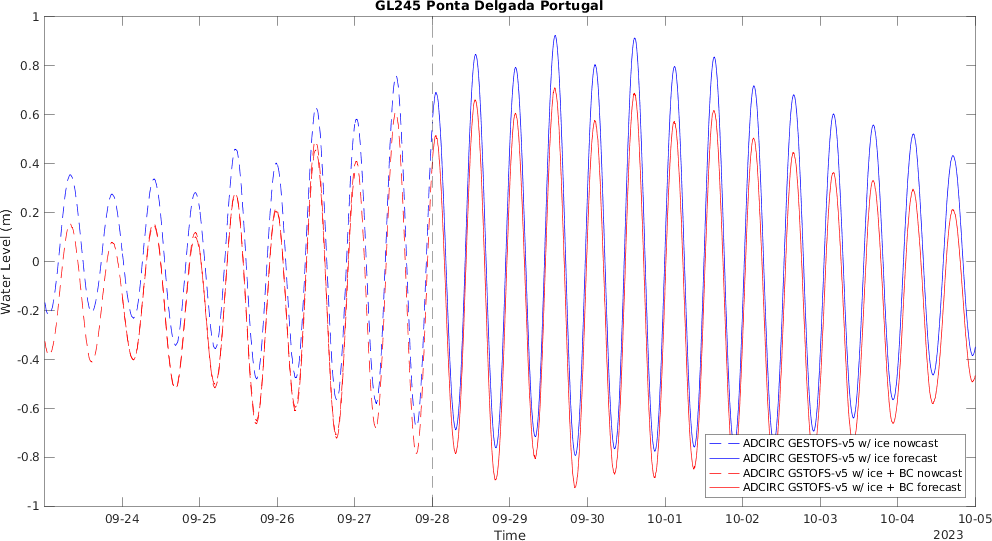 GL245 Ponta Delgada Portugal
Water Level (m)
1
0.8
0.6
0.4
0.2
0
-0.2
-0.4
-0.6
-0.8
-1
ADCIRC GESTOFS-v5 w/ ice nowcast
ADCIRC GESTOFS-v5 w/ ice forecast
ADCIRC GSTOFS-v5 w/ ice + BC nowcast
ADCIRC GSTOFS-v5 w/ ice + BC forecast
09-24 09-25 09-26 09-27 09-28 09-29 09-30 10-01 10-02 10-03 10-04 10-05
Time
2023